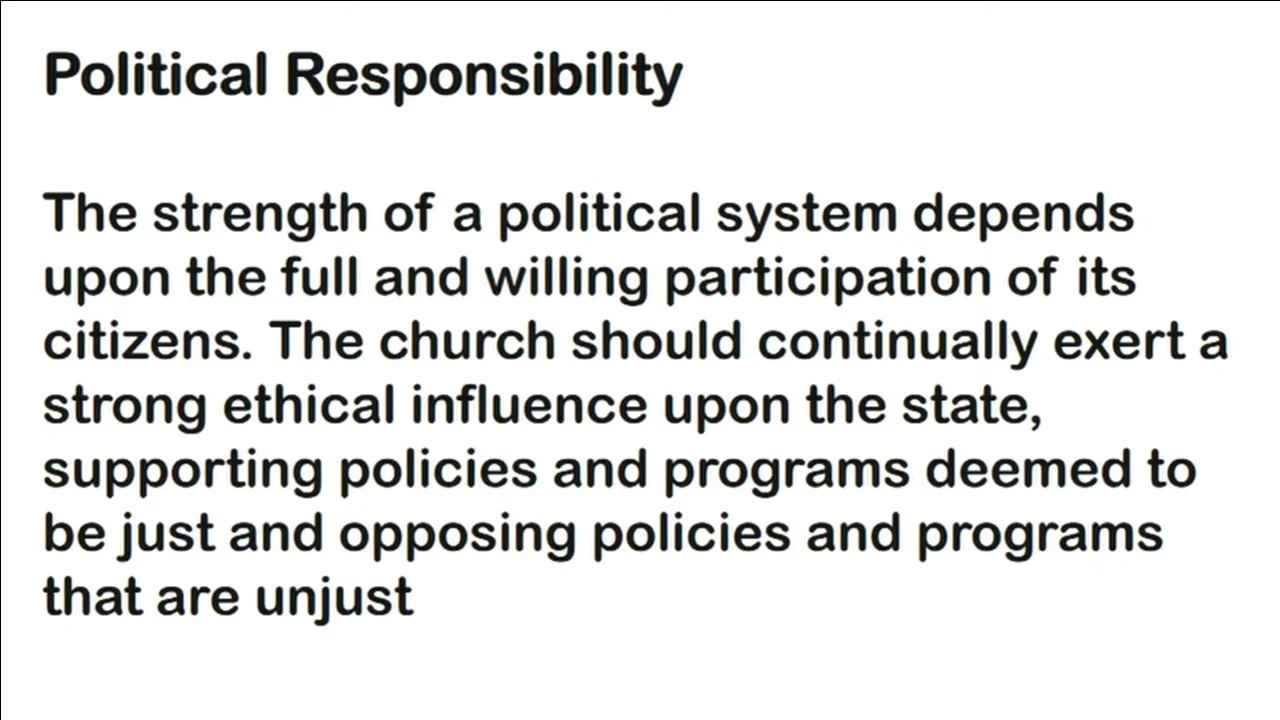 Political Responsibility
The strength of a political system depends
upon the full and willing participation of its
citizens. The church should continually exert a
strong ethical influence upon the state,
supporting policies and programs deemed to
be just and opposing policies and programs
that are unjust